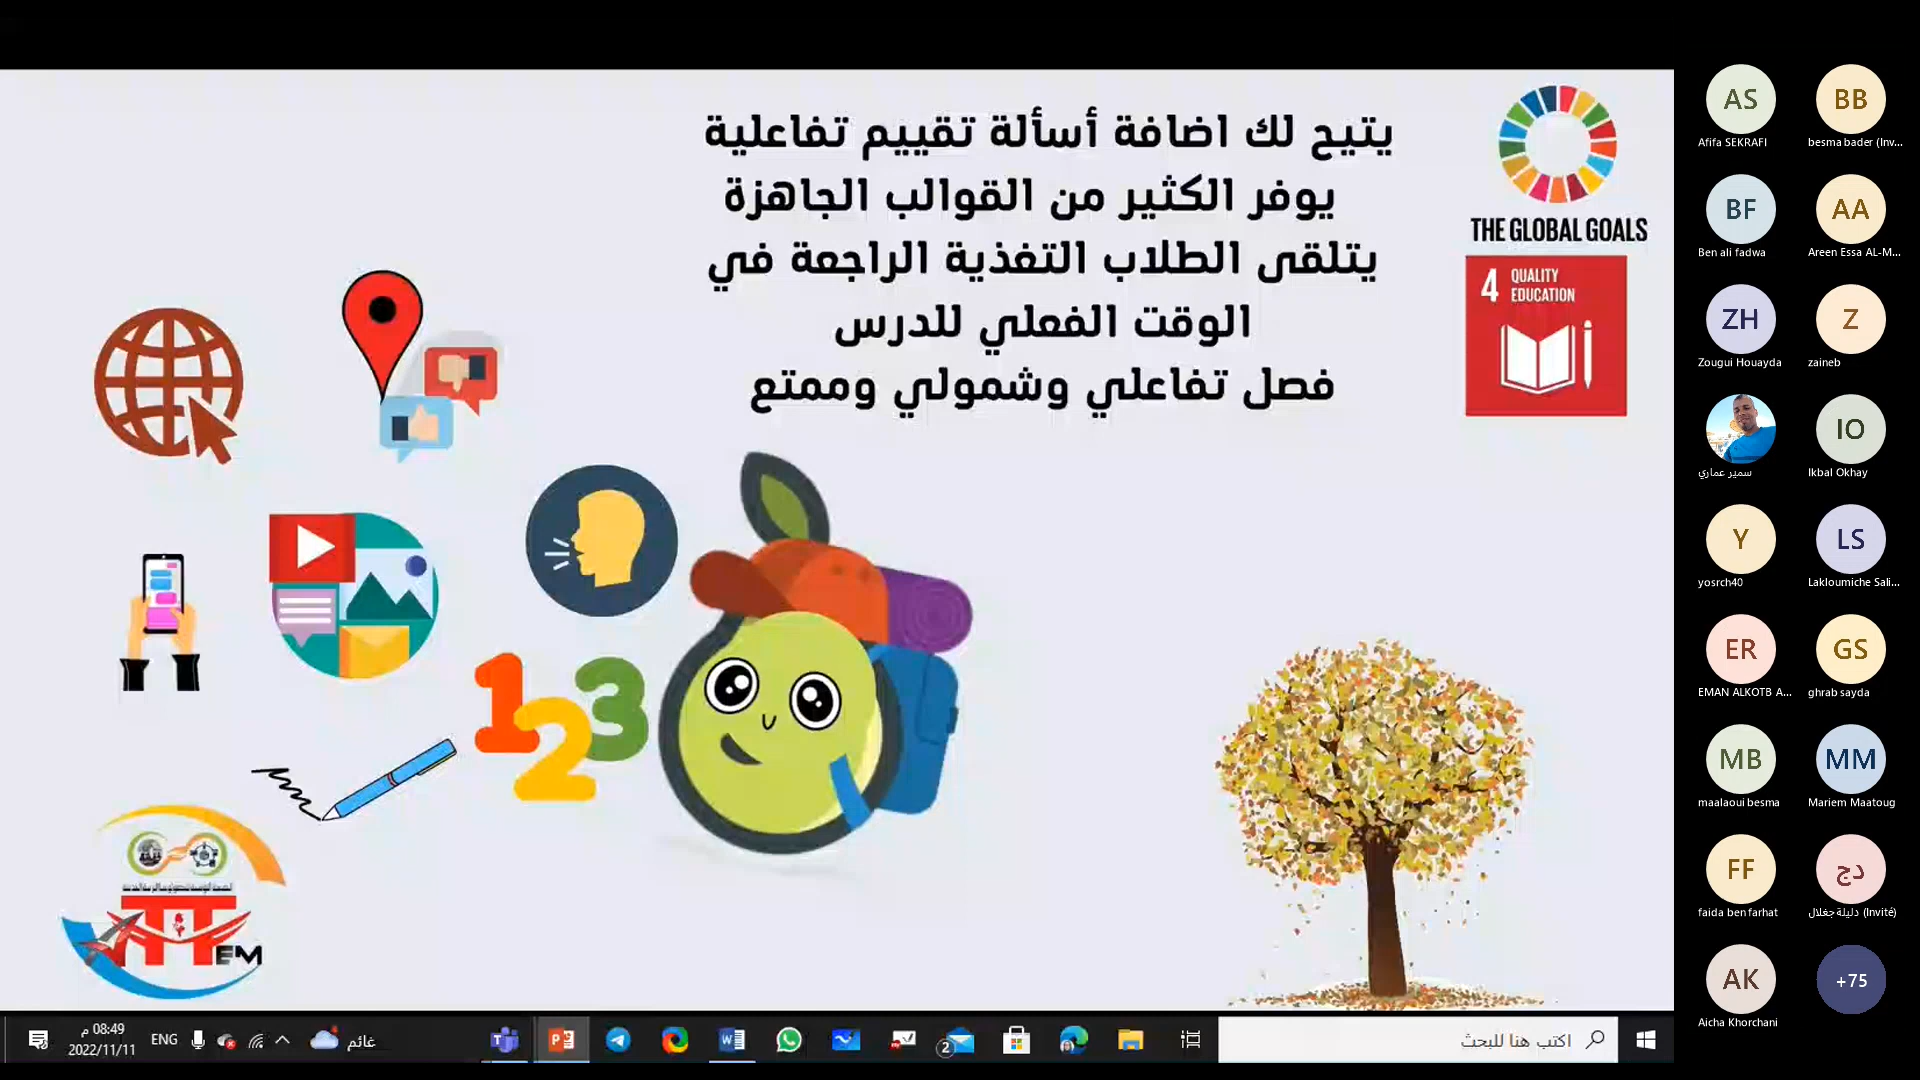 يتيح لك اضافة أسألة تقييم تفاعلية
يوفر الكثير من القوالب الجاهزة
يتلقى الطلاب التغذية الراجعة في
الوقت الفعلي للدرس
فصل تفاعلي وشمولي وممتع
THE GLOBAL GOALS
4 QUALITY
EDUCATION
1 2 3
EM
AS
Afifa SEKRAFI
BB
besma bader (Inv...
BF
Ben ali fadwa
AA
Areen Essa AL-M...
ZH
Zougui Houayda
Z
zaineb
سمير عماري
IO
Ikbal Okhay
Y
yosrch40
LS
Lakloumiche Sali...
ER
EMAN ALKOTB A...
GS
ghrab sayda
MB
maalaoui besma
MM
Mariem Maatoug
FF
faida ben farhat
دج
دليلة جغلال (Invité)
AK
Aicha Khorchani
+75
08:49 م
2022/11/11
ENG
غائم
2
اكتب هنا للبحث